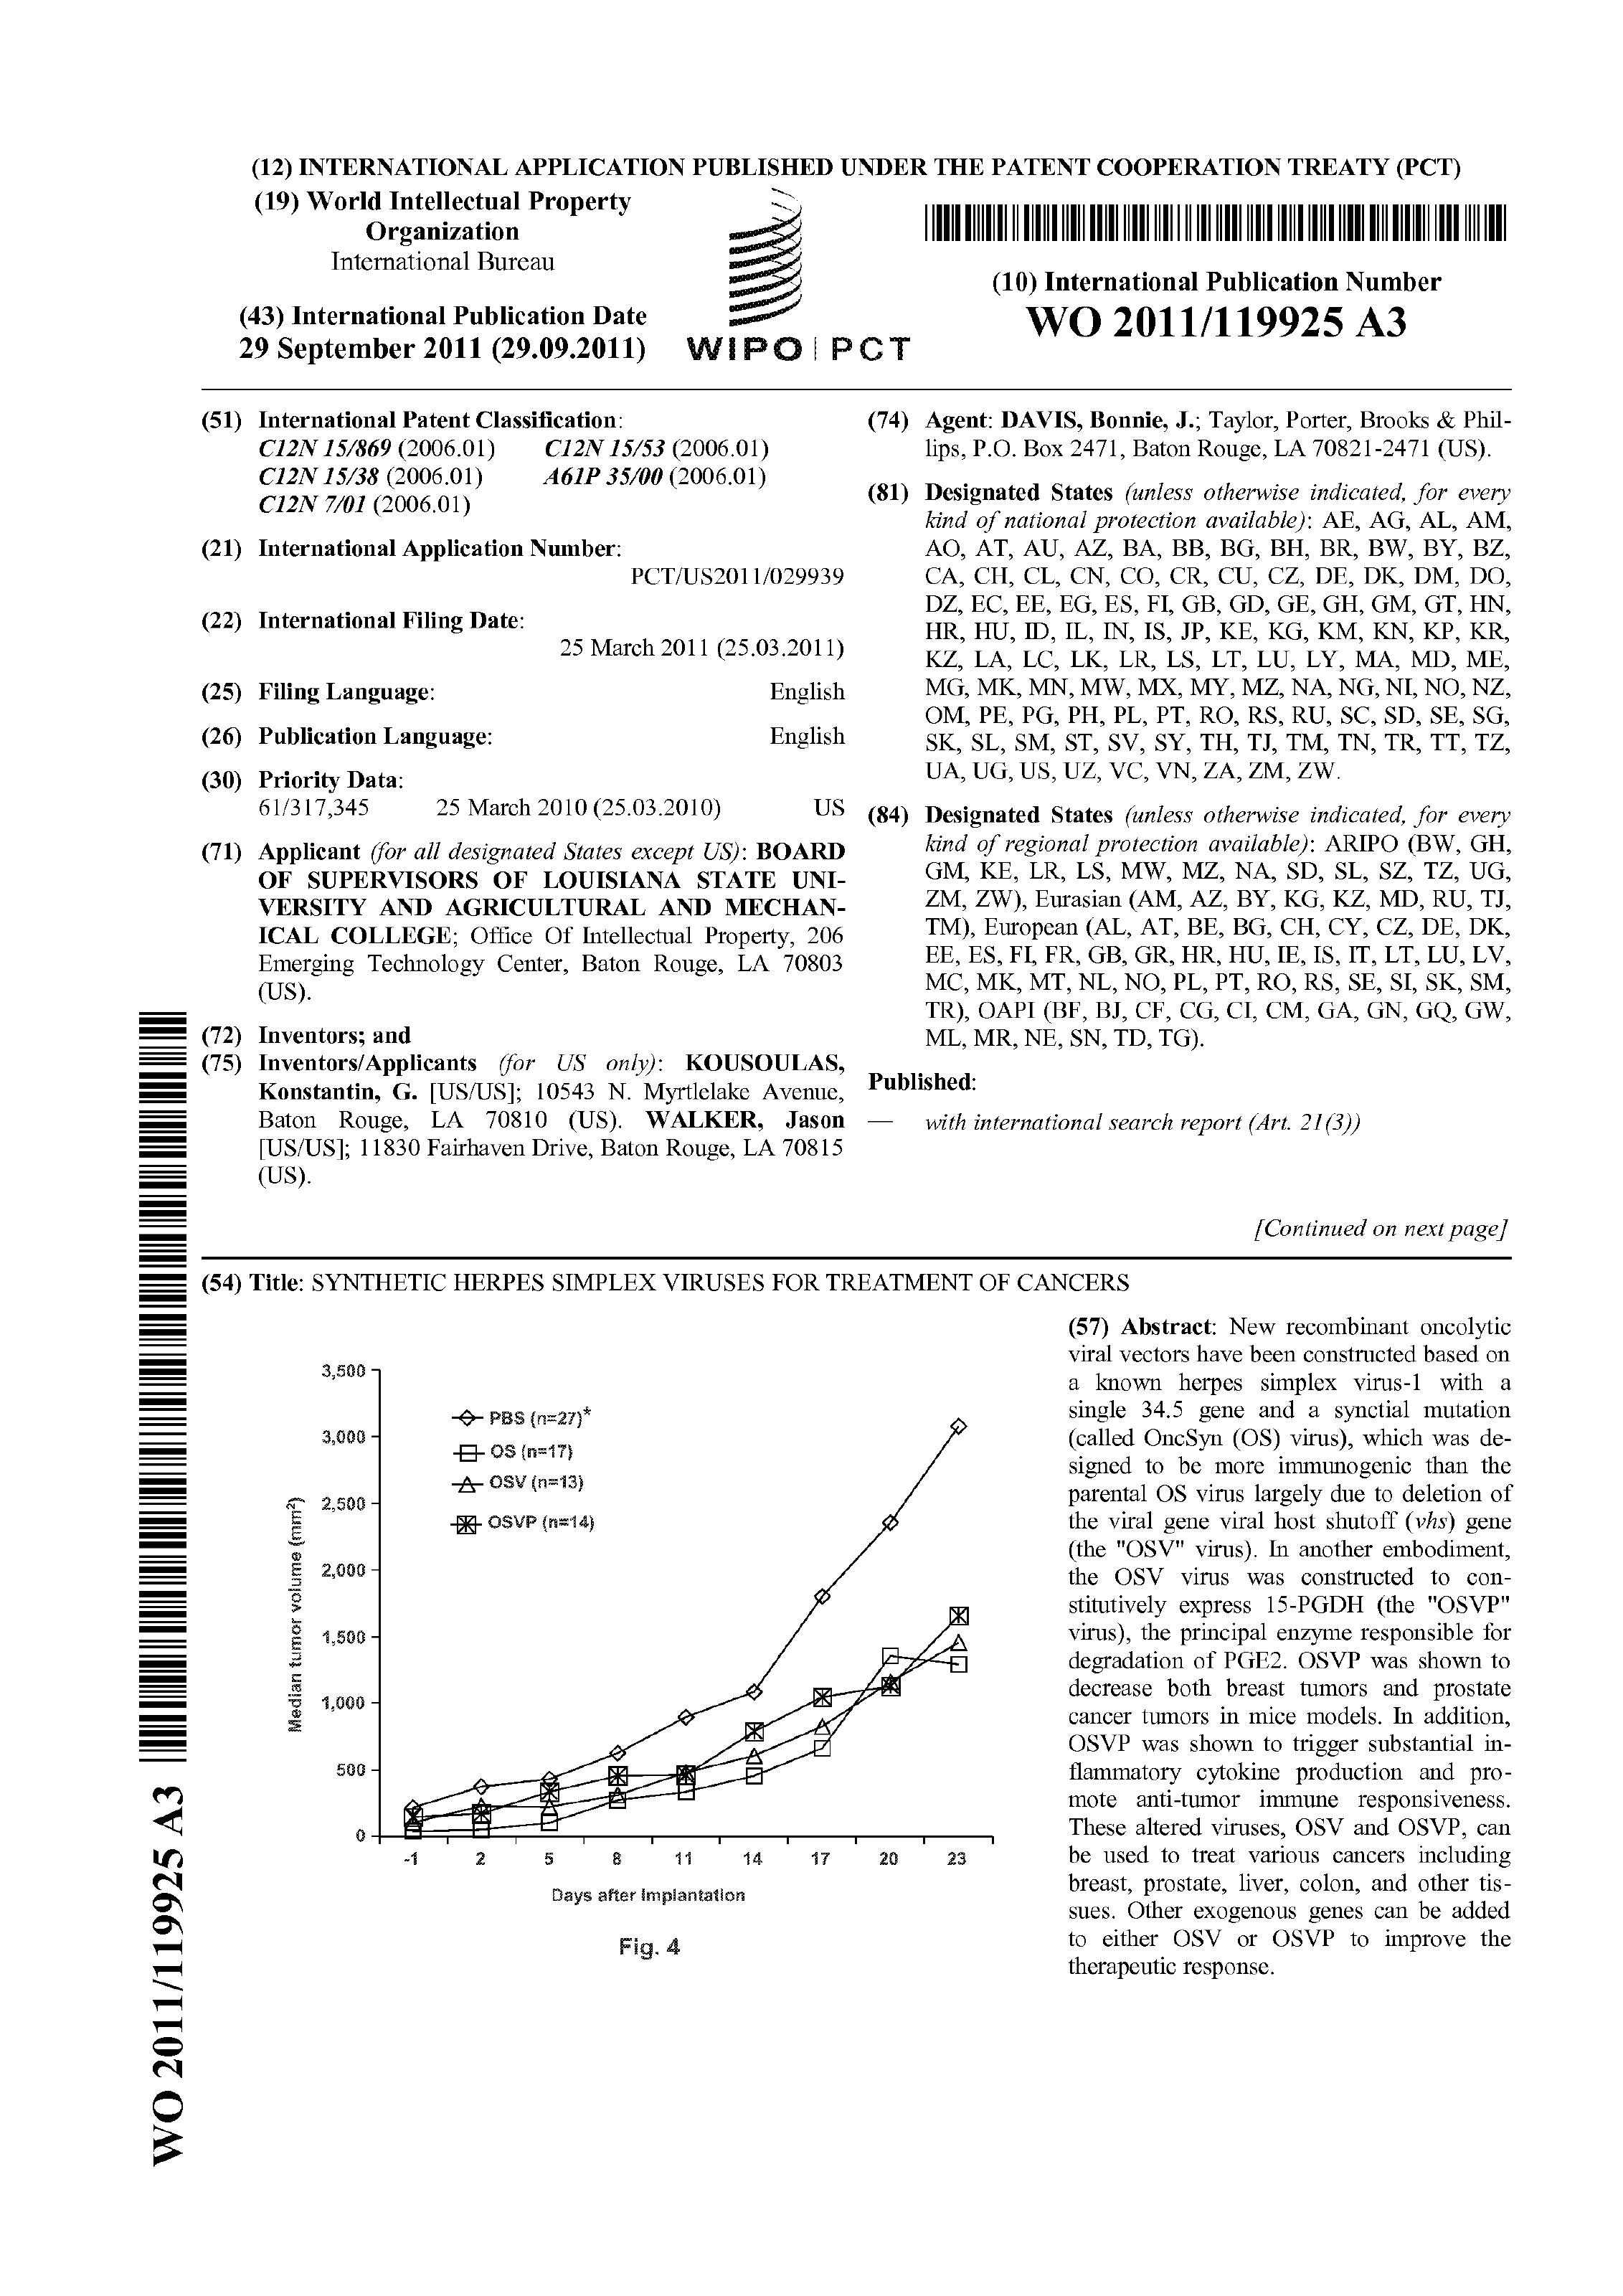 (12) INTERNATIONAL APPLICATION PUBLISHED UNDER THE PATENT COOPERATION TREATY (PCT)
(19) World Intellectual Property
Organization
International Bureau
(43) International Publication Date
29 September 2011 (29.09.2011)
WIPO | PCT
(10) International Publication Number
WO 2011/119925 A3
(51) International Patent Classification:
C12N 15/869 (2006.01) C12N 15/53 (2006.01)
C12N 15/38 (2006.01) A61P 35/00 (2006.01)
C12N 7/01 (2006.01)
(21) International Application Number:
PCT/US2011/029939
(22) International Filing Date:
25 March 2011 (25.03.2011)
(25) Filing Language: English
(26) Publication Language: English
(30) Priority Data:
61/317,345 25 March 2010 (25.03.2010) US
(71) Applicant (for all designated States except US): BOARD
OF SUPERVISORS OF LOUISIANA STATE UNI-
VERSITY AND AGRICULTURAL AND MECHAN-
ICAL COLLEGE; Office Of Intellectual Property, 206
Emerging Technology Center, Baton Rouge, LA 70803
(US).
(72) Inventors; and
(75) Inventors/Applicants (for US only): KOUSOULAS,
Konstantin, G. [US/US]; 10543 N. Myrtlelake Avenue,
Baton Rouge, LA 70810 (US). WALKER, Jason
[US/US]; 11830 Fairhaven Drive, Baton Rouge, LA 70815
(US).
(74) Agent: DAVIS, Bonnie, J.; Taylor, Porter, Brooks & Phil-
lips, P.O. Box 2471, Baton Rouge, LA 70821-2471 (US).
(81) Designated States (unless otherwise indicated, for every
kind of national protection available): AE, AG, AL, AM,
AO, AT, AU, AZ, BA, BB, BG, BH, BR, BW, BY, BZ,
CA, CH, CL, CN, CO, CR, CU, CZ, DE, DK, DM, DO,
DZ, EC, EE, EG, ES, FI, GB, GD, GE, GH, GM, GT, HN,
HR, HU, ID, IL, IN, IS, JP, KE, KG, KM, KN, KP, KR,
KZ, LA, LC, LK, LR, LS, LT, LU, LY, MA, MD, ME,
MG, MK, MN, MW, MX, MY, MZ, NA, NG, NI, NO, NZ,
OM, PE, PG, PH, PL, PT, RO, RS, RU, SC, SD, SE, SG,
SK, SL, SM, ST, SV, SY, TH, TJ, TM, TN, TR, TT, TZ,
UA, UG, US, UZ, VC, VN, ZA, ZM, ZW.
(84) Designated States (unless otherwise indicated, for every
kind of regional protection available): ARIPO (BW, GH,
GM, KE, LR, LS, MW, MZ, NA, SD, SL, SZ, TZ, UG,
ZM, ZW), Eurasian (AM, AZ, BY, KG, KZ, MD, RU, TJ,
TM), European (AL, AT, BE, BG, CH, CY, CZ, DE, DK,
EE, ES, FI, FR, GB, GR, HR, HU, IE, IS, IT, LT, LU, LV,
MC, MK, MT, NL, NO, PL, PT, RO, RS, SE, SI, SK, SM,
TR), OAPI (BF, BJ, CF, CG, CI, CM, GA, GN, GQ, GW,
ML, MR, NE, SN, TD, TG).
Published:
— with international search report (Art. 21(3))
[Continued on next page]
(54) Title: SYNTHETIC HERPES SIMPLEX VIRUSES FOR TREATMENT OF CANCERS
3,500
3,000
2,500
2,000
1,500
1,000
500
0
Median tumor volume (mm²)
PBS (n=27)*
OS (n=17)
OSV (n=13)
OSVP (n=14)
-1 2 5 8 11 14 17 20 23
Days after Implantation
Fig. 4
(57) Abstract: New recombinant oncolytic
viral vectors have been constructed based on
a known herpes simplex virus-1 with a
single 34.5 gene and a synctial mutation
(called OncSyn (OS) virus), which was de-
signed to be more immunogenic than the
parental OS virus largely due to deletion of
the viral gene viral host shutoff (vhs) gene
(the "OSV" virus). In another embodiment,
the OSV virus was constructed to con-
stitutively express 15-PGDH (the "OSVP"
virus), the principal enzyme responsible for
degradation of PGE2. OSVP was shown to
decrease both breast tumors and prostate
cancer tumors in mice models. In addition,
OSVP was shown to trigger substantial in-
flammatory cytokine production and pro-
mote anti-tumor immune responsiveness.
These altered viruses, OSV and OSVP, can
be used to treat various cancers including
breast, prostate, liver, colon, and other tis-
sues. Other exogenous genes can be added
to either OSV or OSVP to improve the
therapeutic response.
WO 2011/119925 A3